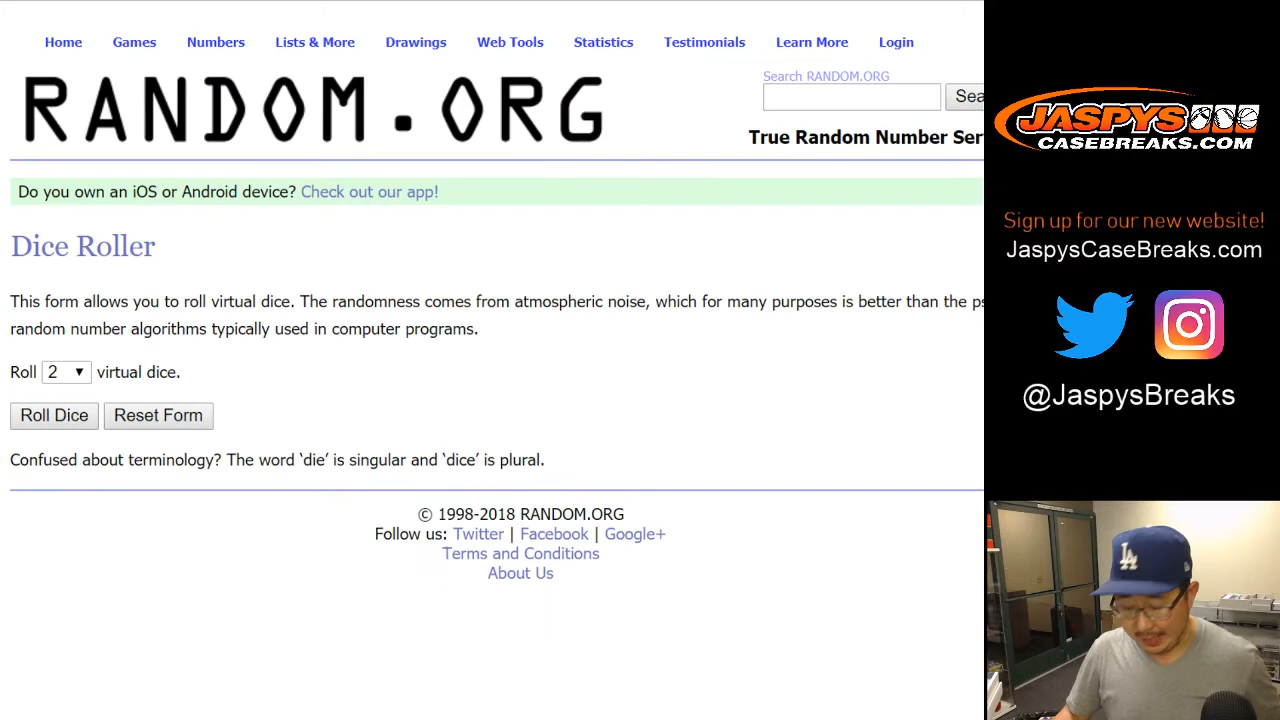 Home Games Numbers Lists & More Drawings Web Tools Statistics Testimonials Learn More Login
RANDOM.ORG
Search RANDOM.ORG
Sea
True Random Number Ser
Do you own an iOS or Android device? Check out our app!
Dice Roller
This form allows you to roll virtual dice. The randomness comes from atmospheric noise, which for many purposes is better than the ps
random number algorithms typically used in computer programs.
Roll 2 virtual dice.
Roll Dice Reset Form
Confused about terminology? The word ‘die’ is singular and ‘dice’ is plural.
© 1998-2018 RANDOM.ORG
Follow us: Twitter | Facebook | Google+
Terms and Conditions
About Us
JASPYS
CASEBREAKS.COM
Sign up for our new website!
JaspysCaseBreaks.com
@JaspysBreaks
LA